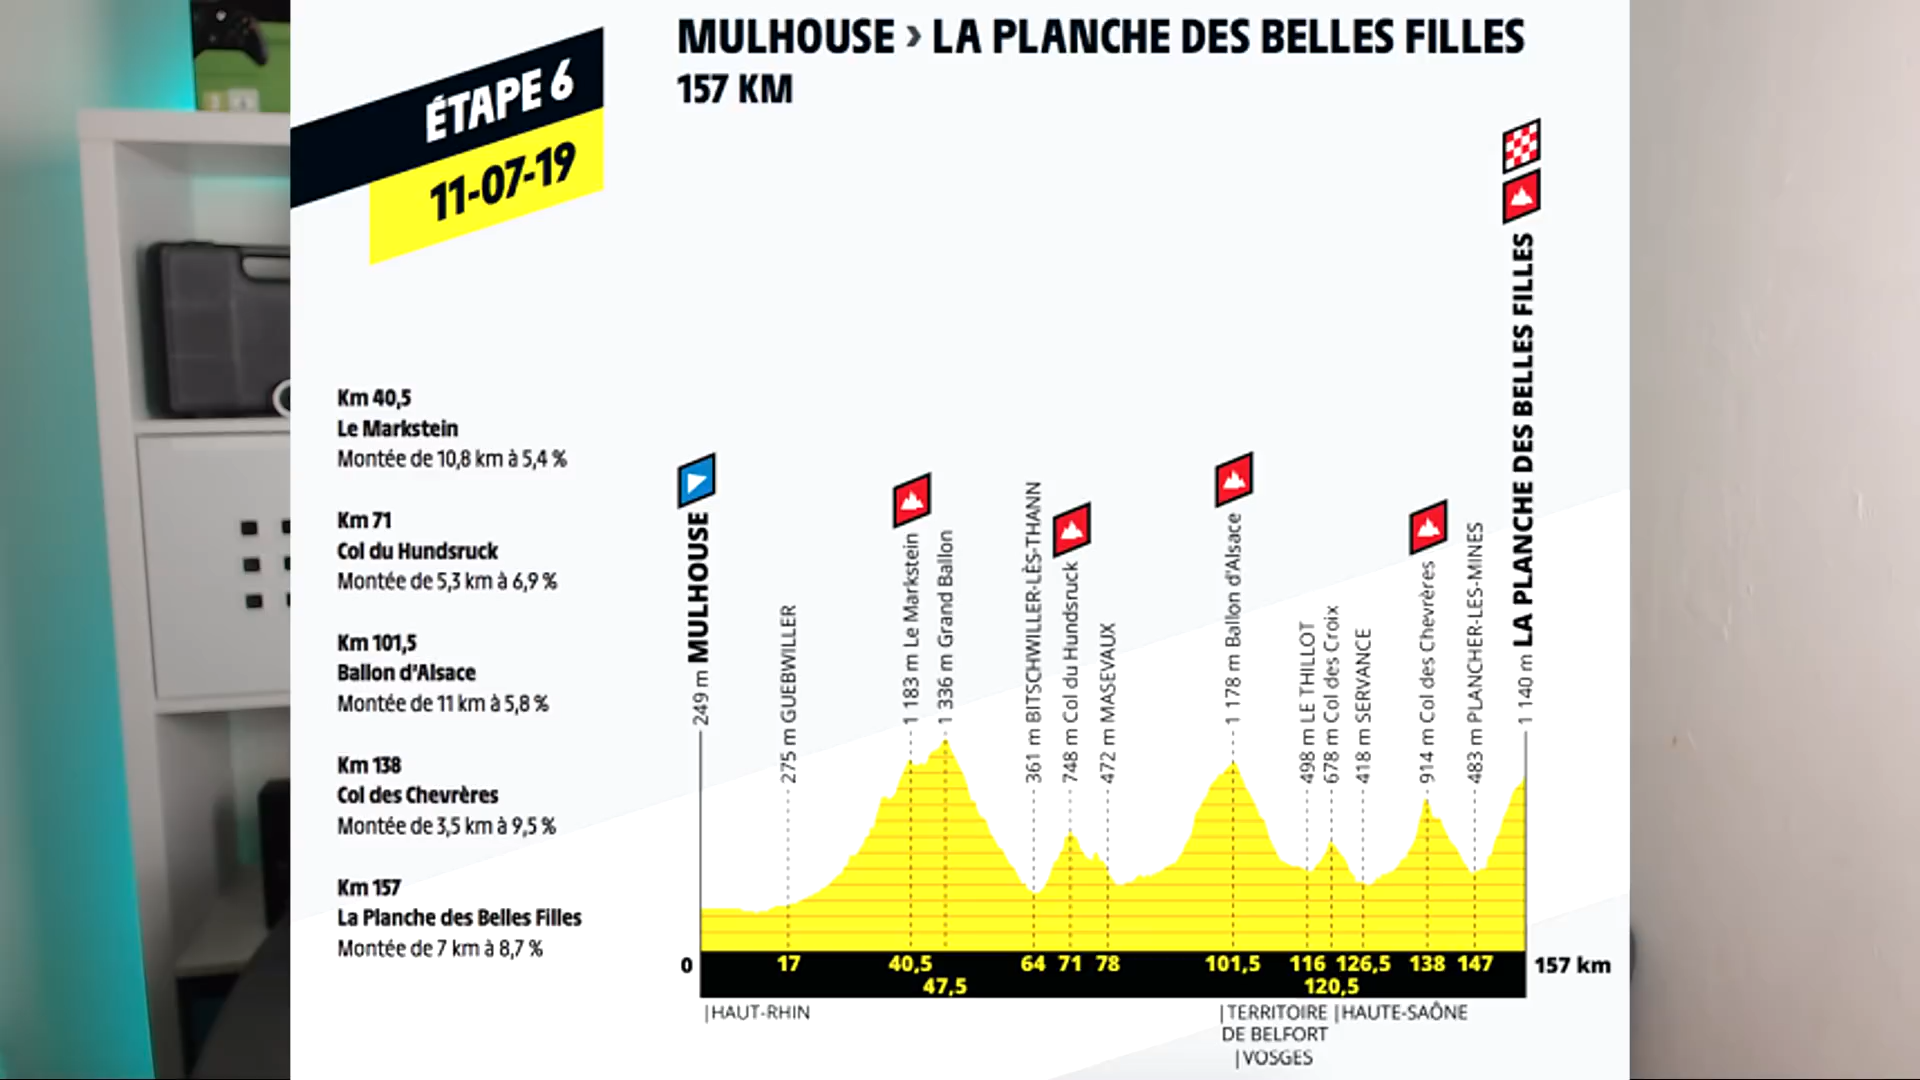 ÉTAPE 6
11-07-19
MULHOUSE › LA PLANCHE DES BELLES FILLES
157 KM
Km 40,5
Le Markstein
Montée de 10,8 km à 5,4 %
Km 71
Col du Hundsruck
Montée de 5,3 km à 6,9 %
Km 101,5
Ballon d'Alsace
Montée de 11 km à 5,8 %
Km 138
Col des Chevrères
Montée de 3,5 km à 9,5 %
Km 157
La Planche des Belles Filles
Montée de 7 km à 8,7 %
249 m MULHOUSE
275 m GUEBWILLER
1 183 m Le Markstein
1 336 m Grand Ballon
361 m BITSCHWILLER-LÈS-THANN
748 m Col du Hundsruck
472 m MASEVAUX
1 178 m Ballon d'Alsace
498 m LE THILLOT
678 m Col des Croix
418 m SERVANCE
914 m Col des Chevrères
483 m PLANCHER-LES-MINES
1 140 m LA PLANCHE DES BELLES FILLES
0 17 40,5 64 71 78 101,5 116 126,5 138 147 157 km
47,5 120,5
|HAUT-RHIN |TERRITOIRE |HAUTE-SAÔNE
DE BELFORT
|VOSGES